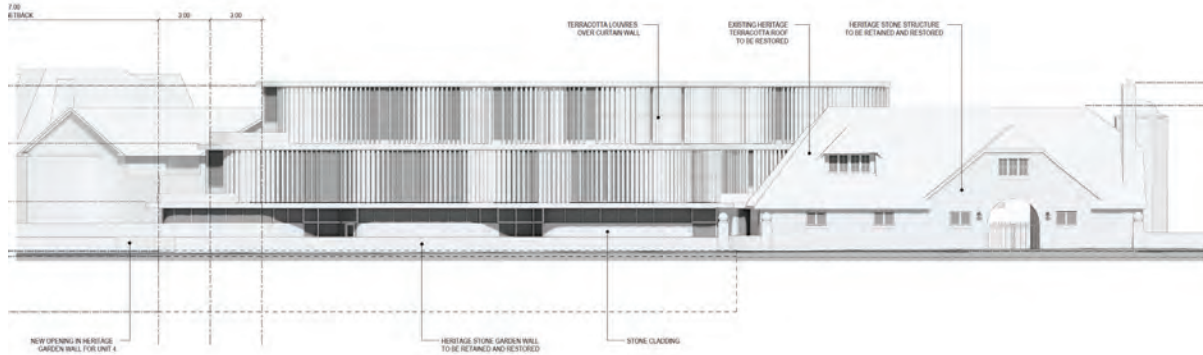 7.00
SETBACK
3.00
3.00
TERRACOTTA LOUVRES
OVER CURTAIN WALL
EXISTING HERITAGE
TERRACOTTA ROOF
TO BE RESTORED
HERITAGE STONE STRUCTURE
TO BE RETAINED AND RESTORED
NEW OPENING IN HERITAGE
GARDEN WALL FOR UNIT 4
HERITAGE STONE GARDEN WALL
TO BE RETAINED AND RESTORED
STONE CLADDING